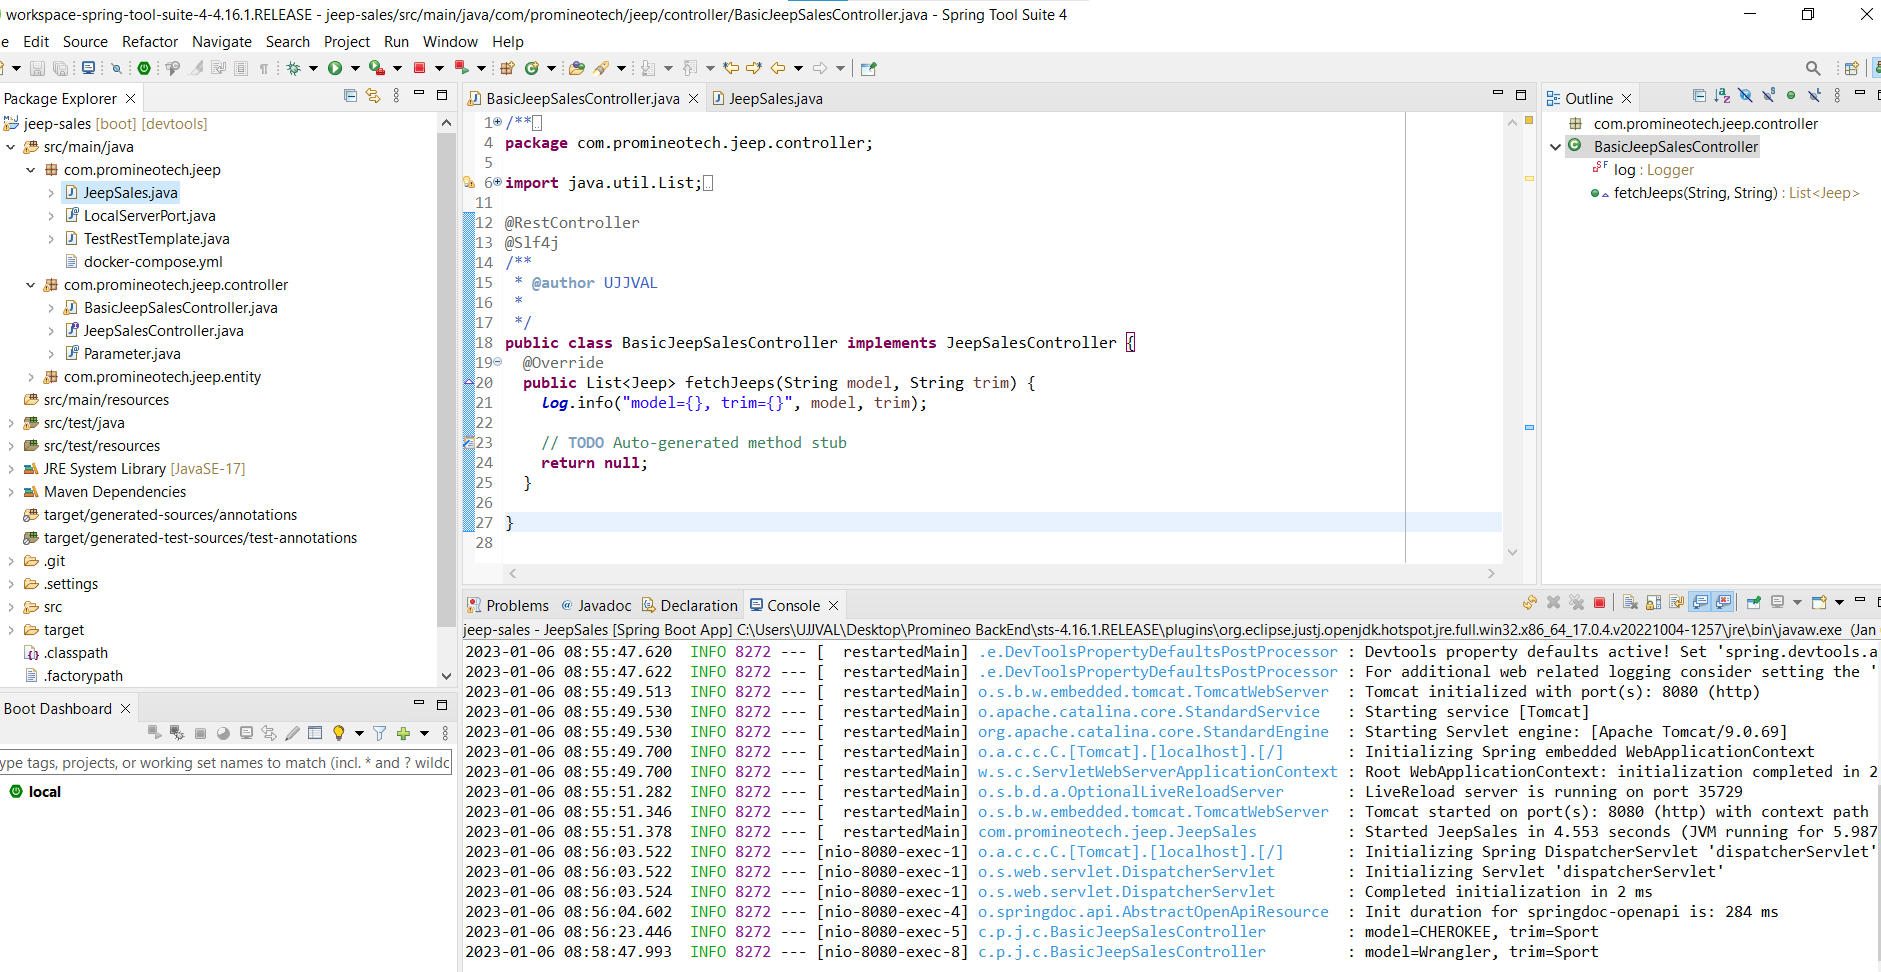 workspace-spring-tool-suite-4-4.16.1.RELEASE - jeep-sales/src/main/java/com/promineotech/jeep/controller/BasicJeepSalesController.java - Spring Tool Suite 4
e Edit Source Refactor Navigate Search Project Run Window Help
Package Explorer
jeep-sales [boot] [devtools]
src/main/java
com.promineotech.jeep
JeepSales.java
LocalServerPort.java
TestRestTemplate.java
docker-compose.yml
com.promineotech.jeep.controller
BasicJeepSalesController.java
JeepSalesController.java
Parameter.java
com.promineotech.jeep.entity
src/main/resources
src/test/java
src/test/resources
JRE System Library [JavaSE-17]
Maven Dependencies
target/generated-sources/annotations
target/generated-test-sources/test-annotations
.git
.settings
src
target
.classpath
.factorypath
Boot Dashboard
ype tags, projects, or working set names to match (incl. * and ? wildc
local
BasicJeepSalesController.java
JeepSales.java
1 /**
4 package com.promineotech.jeep.controller;
5
6 import java.util.List;
11
12 @RestController
13 @Slf4j
14 /**
15  * @author UJJVAL
16  *
17  */
18 public class BasicJeepSalesController implements JeepSalesController {
19   @Override
20   public List<Jeep> fetchJeeps(String model, String trim) {
21     log.info("model={}, trim={}", model, trim);
22
23     // TODO Auto-generated method stub
24     return null;
25   }
26
27 }
28
Outline
com.promineotech.jeep.controller
BasicJeepSalesController
log : Logger
fetchJeeps(String, String) : List<Jeep>
Problems @ Javadoc Declaration Console
jeep-sales - JeepSales [Spring Boot App] C:\Users\UJJVAL\Desktop\Promineo BackEnd\sts-4.16.1.RELEASE\plugins\org.eclipse.justj.openjdk.hotspot.jre.full.win32.x86_64_17.0.4.v20221004-1257\jre\bin\javaw.exe (Jan
2023-01-06 08:55:47.620 INFO 8272 --- [ restartedMain] .e.DevToolsPropertyDefaultsPostProcessor : Devtools property defaults active! Set 'spring.devtools.a
2023-01-06 08:55:47.622 INFO 8272 --- [ restartedMain] .e.DevToolsPropertyDefaultsPostProcessor : For additional web related logging consider setting the '
2023-01-06 08:55:49.513 INFO 8272 --- [ restartedMain] o.s.b.w.embedded.tomcat.TomcatWebServer : Tomcat initialized with port(s): 8080 (http)
2023-01-06 08:55:49.530 INFO 8272 --- [ restartedMain] o.apache.catalina.core.StandardService : Starting service [Tomcat]
2023-01-06 08:55:49.530 INFO 8272 --- [ restartedMain] org.apache.catalina.core.StandardEngine : Starting Servlet engine: [Apache Tomcat/9.0.69]
2023-01-06 08:55:49.700 INFO 8272 --- [ restartedMain] o.a.c.c.C.[Tomcat].[localhost].[/] : Initializing Spring embedded WebApplicationContext
2023-01-06 08:55:49.700 INFO 8272 --- [ restartedMain] w.s.c.ServletWebServerApplicationContext : Root WebApplicationContext: initialization completed in 2
2023-01-06 08:55:51.282 INFO 8272 --- [ restartedMain] o.s.b.d.a.OptionalLiveReloadServer : LiveReload server is running on port 35729
2023-01-06 08:55:51.346 INFO 8272 --- [ restartedMain] o.s.b.w.embedded.tomcat.TomcatWebServer : Tomcat started on port(s): 8080 (http) with context path
2023-01-06 08:55:51.378 INFO 8272 --- [ restartedMain] com.promineotech.jeep.JeepSales : Started JeepSales in 4.553 seconds (JVM running for 5.987
2023-01-06 08:56:03.522 INFO 8272 --- [nio-8080-exec-1] o.a.c.c.C.[Tomcat].[localhost].[/] : Initializing Spring DispatcherServlet 'dispatcherServlet'
2023-01-06 08:56:03.522 INFO 8272 --- [nio-8080-exec-1] o.s.web.servlet.DispatcherServlet : Initializing Servlet 'dispatcherServlet'
2023-01-06 08:56:03.524 INFO 8272 --- [nio-8080-exec-1] o.s.web.servlet.DispatcherServlet : Completed initialization in 2 ms
2023-01-06 08:56:04.602 INFO 8272 --- [nio-8080-exec-4] o.springdoc.api.AbstractOpenApiResource : Init duration for springdoc-openapi is: 284 ms
2023-01-06 08:56:23.446 INFO 8272 --- [nio-8080-exec-5] c.p.j.c.BasicJeepSalesController : model=CHEROKEE, trim=Sport
2023-01-06 08:58:47.993 INFO 8272 --- [nio-8080-exec-8] c.p.j.c.BasicJeepSalesController : model=Wrangler, trim=Sport